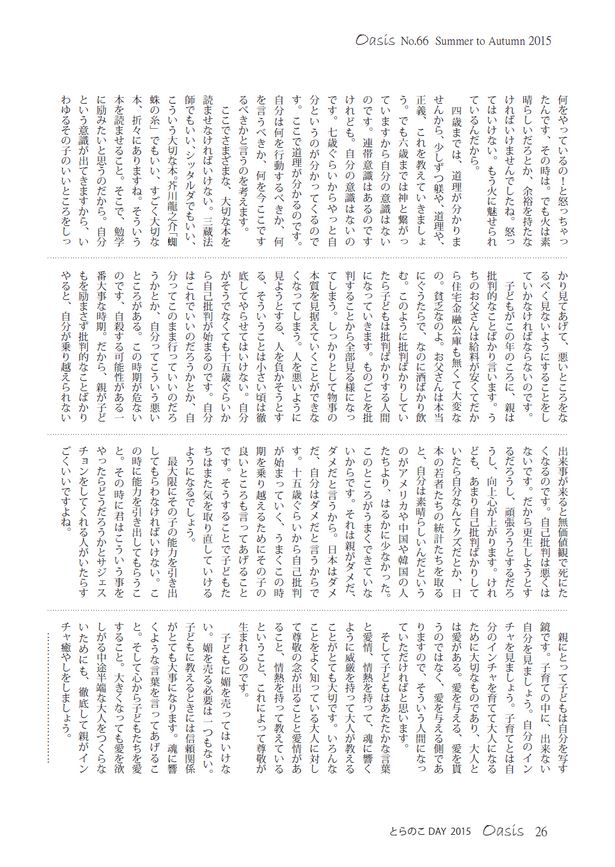 Oasis No.66 Summer to Autumn 2015
何をやっているの!ーと怒っちゃっ
たんです、その時は。でも火は素
晴らしいだろとか、余裕を持たな
ければいけませんでしたね。怒っ
てはいけない。もう火に魅せられ
ているんだから。
四歳までは、道理が分かりま
せんから、少しずつ躾や、道理や、
正義、これを教えていきましょ
う。でも六歳までは神と繋がっ
ていますから自分の意識はない
のです。連帯意識はあるのです
けれども。自分の意識はないの
です。七歳ぐらいからやっと自
分というのが分かってくるので
す。ここで道理が分かるのです。
自分は何を行動するべきか、何
を言うべきか、何を今ここです
るべきかと言うのを考えます。
ここでさまざまな、大切な本を
読ませなければいけない。三蔵法
師でもいい、シッタルダでもいい、
こういう大切な本。芥川龍之介「蜘
蛛の糸」でもいい、すごく大切な
本、折々にありますね。そういう
本を読ませること。そこで、勉学
に励みたいと思うのだから。自分
という意識が出てきますから、い
わゆるその子のいいところをしっ
かり見てあげて、悪いところをな
るべく見ないようにすることをし
ていかなければならないのです。
子どもがこの年のころに、親は
批判的なことばかり言います。う
ちのお父さんは給料が安くてだか
ら住宅金融公庫も無くて大変な
の。貧乏なのよ。お父さんは本当
にぐうたらで、なのに酒ばかり飲
む。このように批判ばかりしてい
たら子どもは批判ばかりする人間
になっていきます。ものごとを批
判することから全部見る様になっ
てしまう。しっかりとして物事の
本質を見据えていくことができな
くなってしまう。人を悪いように
見ようとする、人を負かそうとす
る、そういうことは小さい頃は徹
底してやらせてはいけない。自分
がそうでなくても十五歳ぐらいか
ら自己批判が始まるのです。自分
はこれでいいのだろうかとか、自
分ってこのまま行っていいのだろ
うかとか、自分ってこういう悪い
ところがある。この時期が危ない
のです、自殺する可能性がある一
番大事な時期。だから、親が子ど
もを励まさず批判的なことばかり
やると、自分が乗り越えられない
出来事が来ると無価値観で死にた
くなるのです。自己批判は悪くは
ないです。だから更生しようとす
るだろうし、頑張ろうとするだろ
うし、向上心が上がります。けれ
ども、あまり自己批判ばかりして
いたら自分なんてクズだとか、日
本の若者たちの統計たちを取る
と、自分は素晴らしいんだという
のがアメリカや中国や韓国の人
たちより、はるかに少なかった。
このところがうまくできていな
いからです。それは親がダメだ、
ダメだと言うから。日本はダメ
だ、自分はダメだと言うからで
す。十五歳ぐらいから自己批判
が始まっていく、うまくこの時
期を乗り越えるためにその子の
良いところも言ってあげること
です。そうすることで子どもた
ちはまた気を取り直していける
ようになるでしょう。
最大限にその子の能力を引き出
してもらわなければいけない。こ
の時に能力を引き出してもらうこ
と。その時に君はこういう事を
やったらどうだろうかとサジェス
チョンをしてくれる人がいたらす
ごくいいですよね。
親にとって子どもは自分を写す
鏡です。子育ての中に、出来ない
自分を見ましょう。自分のイン
チャを見ましょう。子育てとは自
分のインチャを育てて大人になる
ために大切なものであり、大人と
は愛がある。愛を与える、愛を貰
うのではなく、愛を与える側であ
りますので、そういう人間になっ
ていただければと思います。
そして子どもはあたたかな言葉
と愛情、情熱を持って、魂に響く
ように威厳を持って大人が教える
ことがとても大切です。いろんな
ことをよく知っている大人に対し
て尊敬の念が出ることと愛情があ
ること、情熱を持って教えている
ということ、これによって尊敬が
生まれるのです。
子どもに媚を売ってはいけな
い。媚を売る必要は一つもない。
子どもに教えるときには信頼関係
がとても大事になります。魂に響
くような言葉を言ってあげるこ
と。そして心から子どもたちを愛
すること。大きくなっても愛を欲
しがる中途半端な大人をつくらな
いためにも、徹底して親がイン
チャ癒やしをしましょう。
とらのこ DAY 2015 Oasis 26